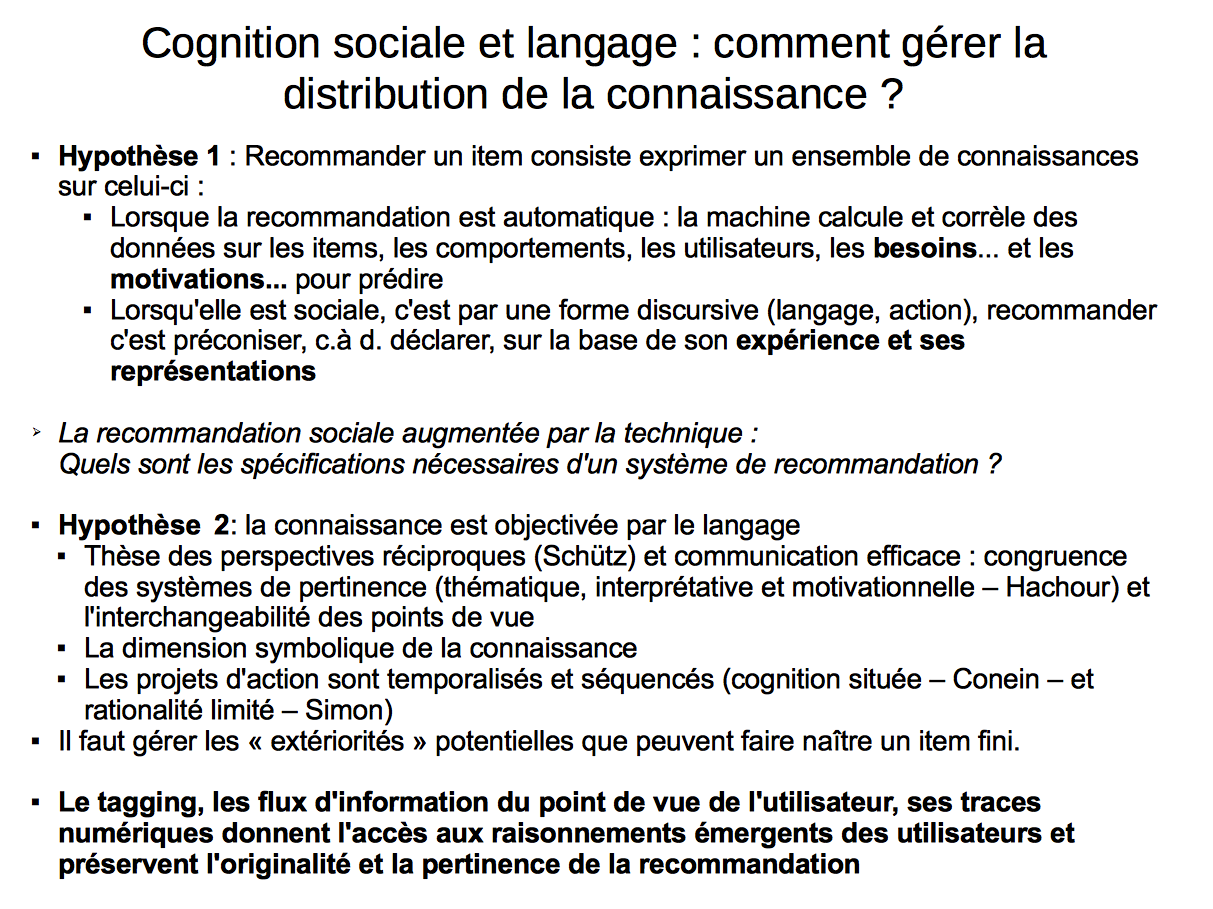 Cognition sociale et langage : comment gérer la
distribution de la connaissance ?
▪ Hypothèse 1 : Recommander un item consiste exprimer un ensemble de connaissances
sur celui-ci :
▪ Lorsque la recommandation est automatique : la machine calcule et corrèle des
données sur les items, les comportements, les utilisateurs, les besoins... et les
motivations... pour prédire
▪ Lorsqu'elle est sociale, c'est par une forme discursive (langage, action), recommander
c'est préconiser, c.à d. déclarer, sur la base de son expérience et ses
représentations
➢ La recommandation sociale augmentée par la technique :
Quels sont les spécifications nécessaires d'un système de recommandation ?
▪ Hypothèse 2: la connaissance est objectivée par le langage
▪ Thèse des perspectives réciproques (Schütz) et communication efficace : congruence
des systèmes de pertinence (thématique, interprétative et motivationnelle – Hachour) et
l'interchangeabilité des points de vue
▪ La dimension symbolique de la connaissance
▪ Les projets d'action sont temporalisés et séquencés (cognition située – Conein – et
rationalité limité – Simon)
▪ Il faut gérer les « extériorités » potentielles que peuvent faire naître un item fini.
▪ Le tagging, les flux d'information du point de vue de l'utilisateur, ses traces
numériques donnent l'accès aux raisonnements émergents des utilisateurs et
préservent l'originalité et la pertinence de la recommandation